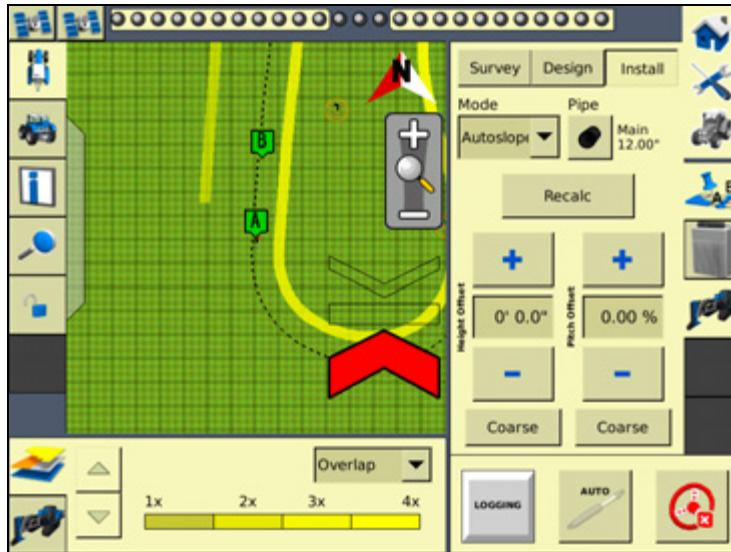 N
Survey Design Install
Mode Pipe
Autoslop
Main
12.00"
B
A
Recalc
Height Offset
0' 0.0"
Pitch Offset
0.00 %
Coarse Coarse
Overlap
1x 2x 3x 4x
LOGGING
AUTO